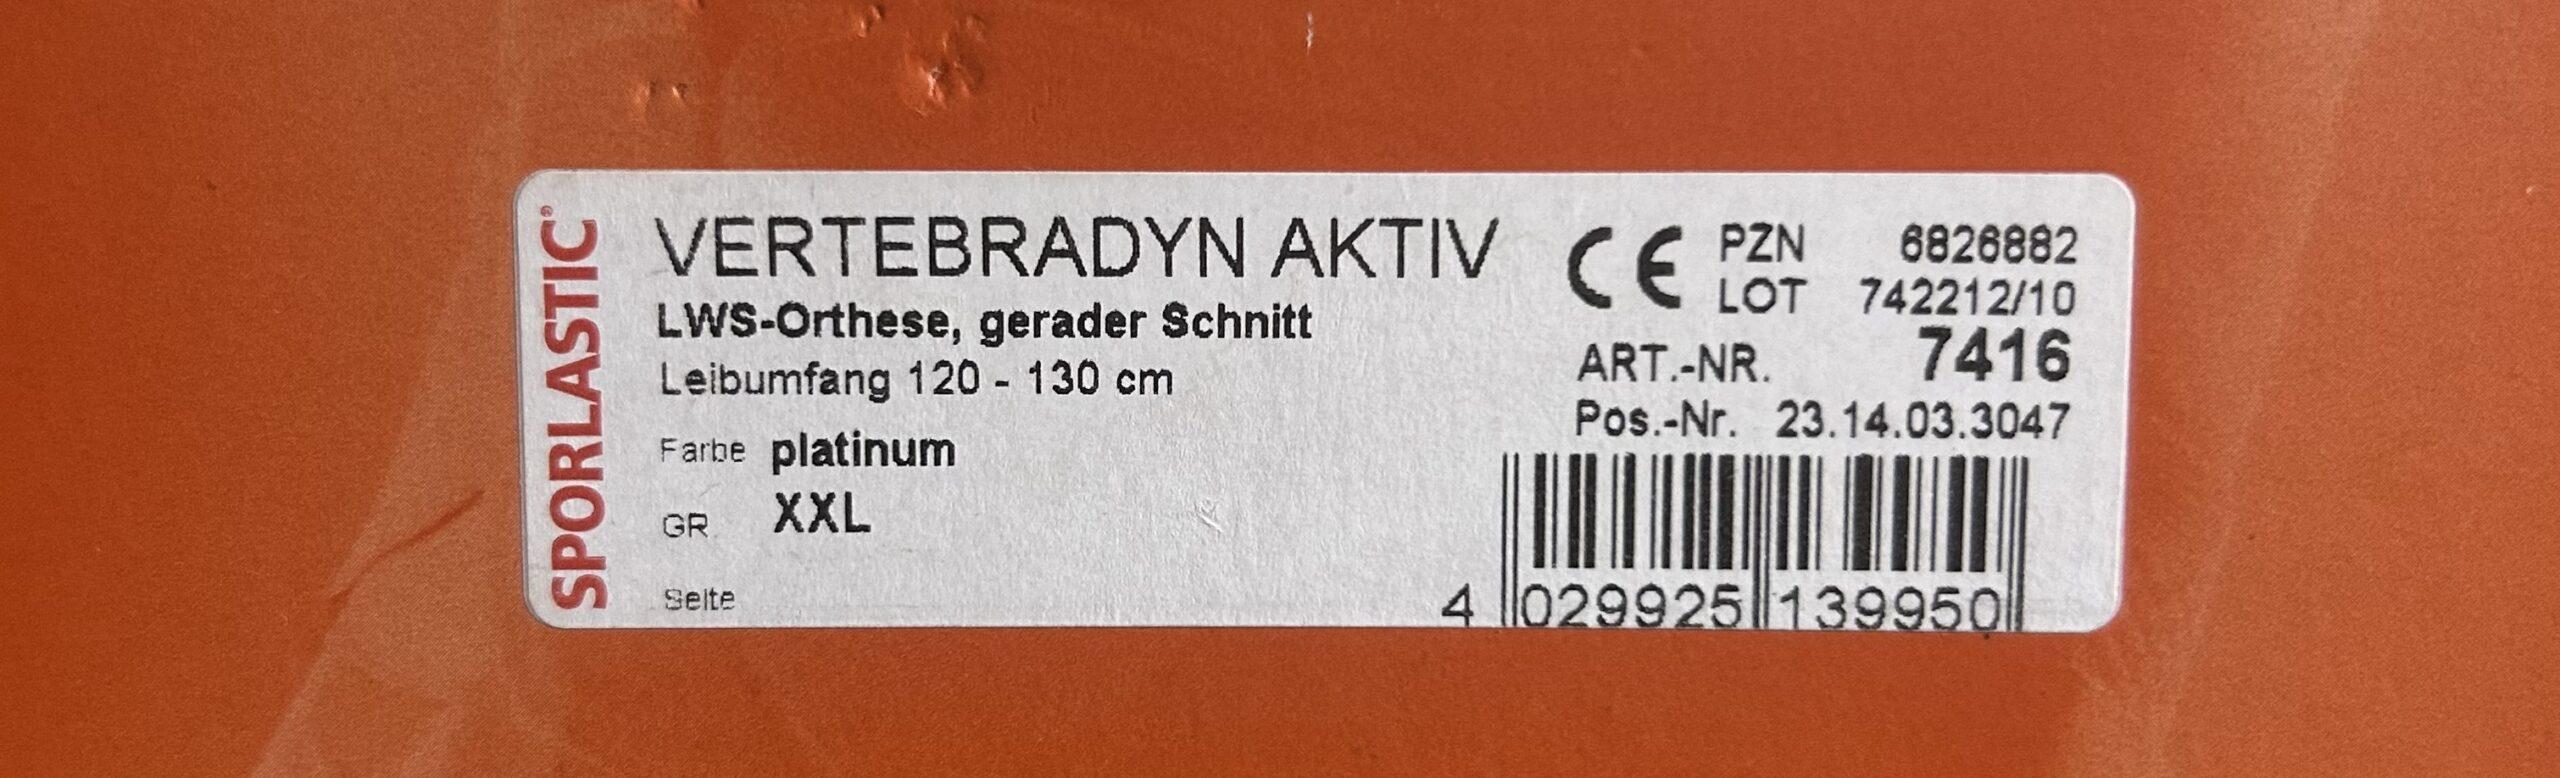 SPORLASTIC®
VERTEBRADYN AKTIV
LWS-Orthese, gerader Schnitt
Leibumfang 120 - 130 cm
Farbe platinum
GR. XXL
Seite
CE PZN 6826882
LOT 742212/10
ART.-NR. 7416
Pos.-Nr. 23.14.03.3047
4 029925 139950